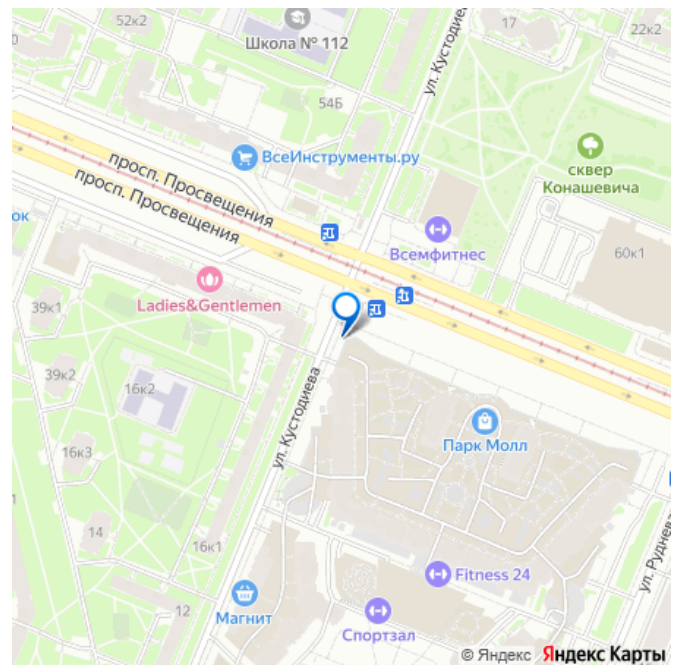 52к2
Школа № 112
17
22к2
ул. Кустодиева
54Б
ВсеИнструменты.ру
просп. Просвещения
просп. Просвещения
сквер
Конашевича
ок
Всемфитнес
60к1
39к1
Ladies&Gentlemen
39к2
16к2
ул. Кустодиева
Парк Молл
16к3
14
16к1
ул. Руднева
Fitness 24
12
Магнит
Спортзал
© Яндекс Яндекс Карты